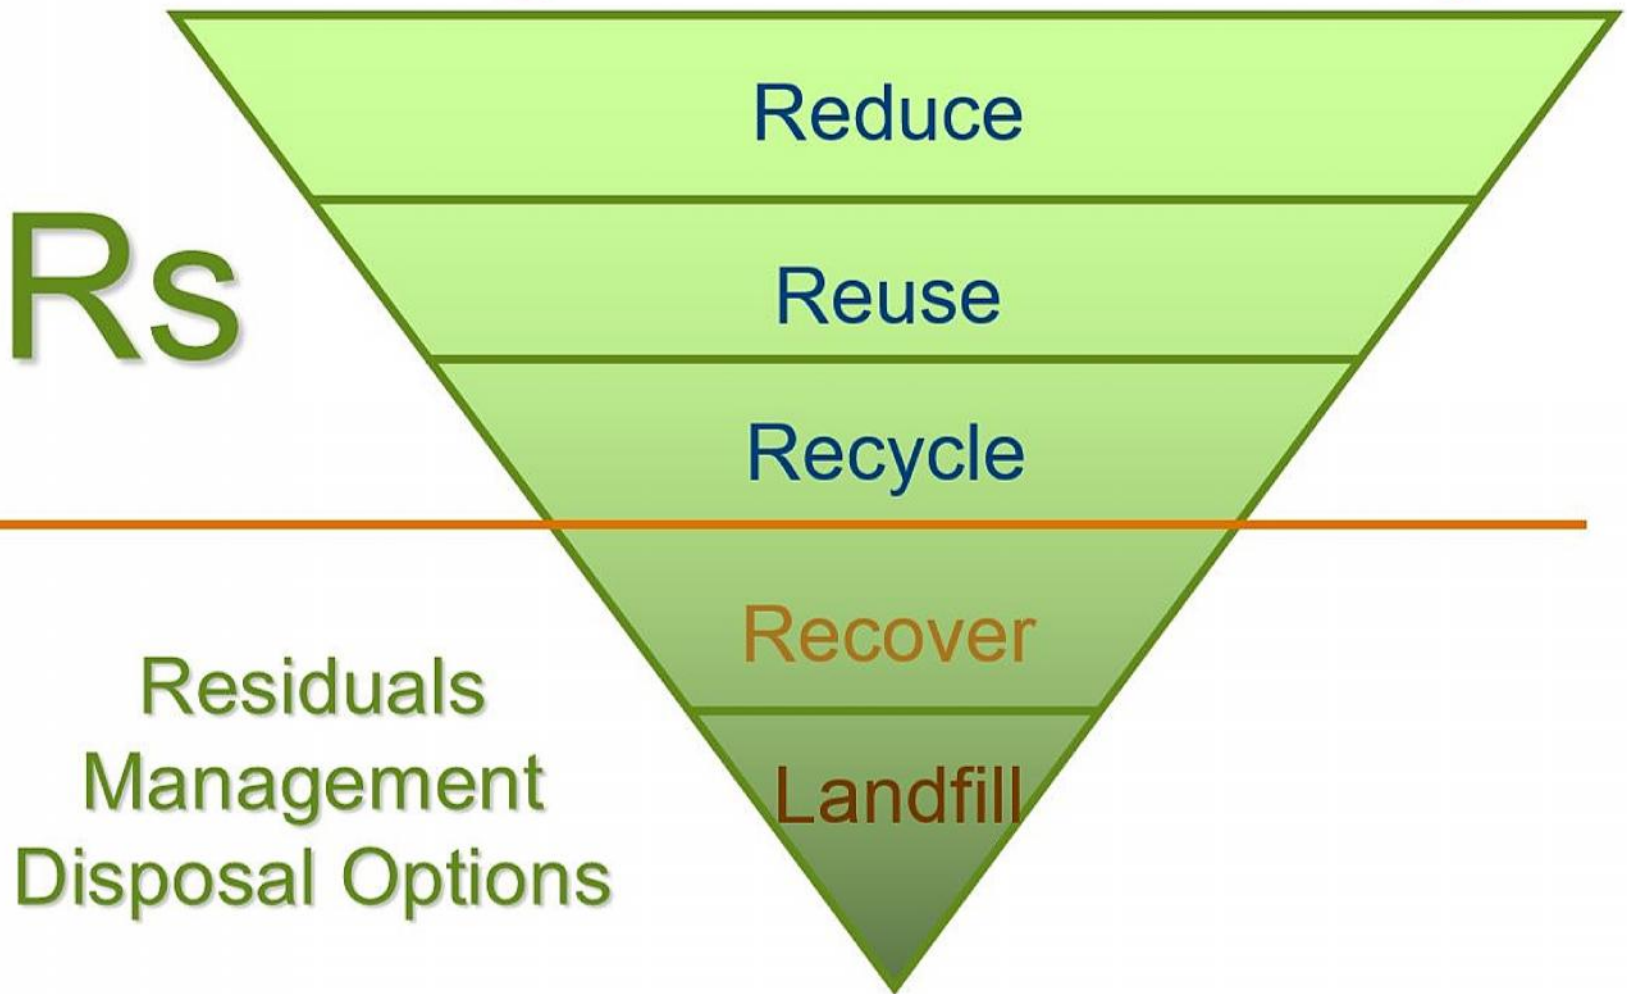 Reduce
Rs
Reuse
Recycle
Recover
Residuals
Management
Disposal Options
Landfill